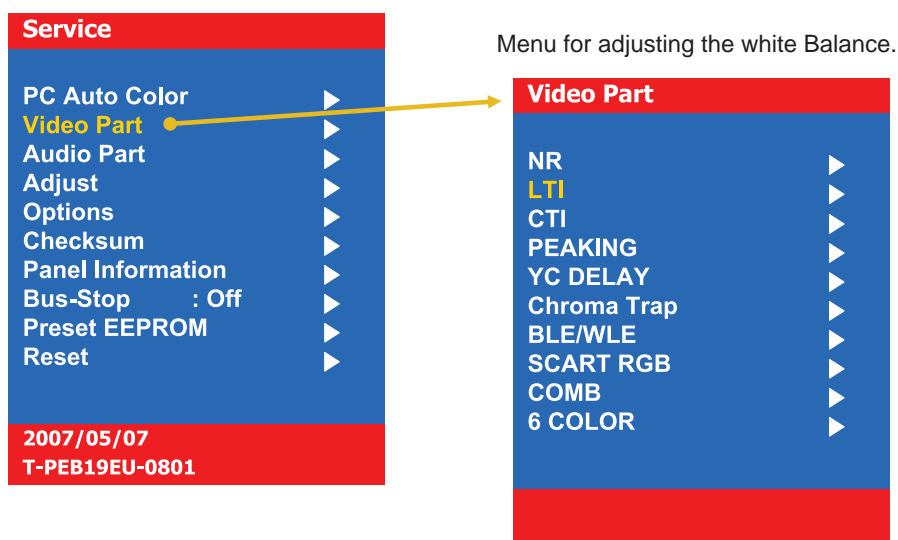 Service
PC Auto Color
Video Part
Audio Part
Adjust
Options
Checksum
Panel Information
Bus-Stop : Off
Preset EEPROM
Reset
2007/05/07
T-PEB19EU-0801
Menu for adjusting the white Balance.
Video Part
NR
LTI
CTI
PEAKING
YC DELAY
Chroma Trap
BLE/WLE
SCART RGB
COMB
6 COLOR